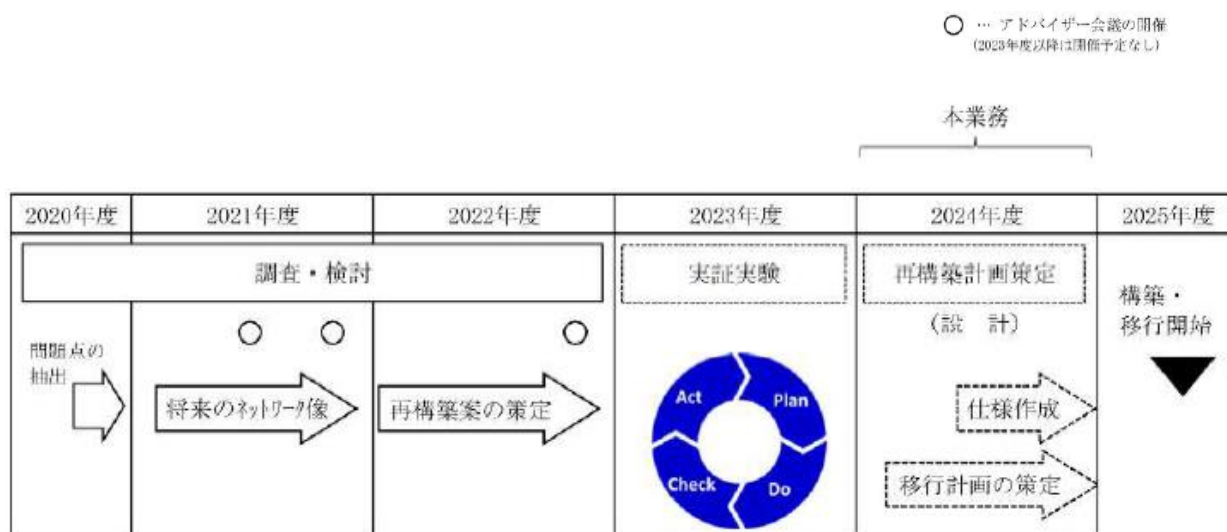 ○ … アドバイザー会議の開催
(2023年度以降は開催予定なし)
本業務
2020年度
2021年度
2022年度
2023年度
2024年度
2025年度
調査・検討
実証実験
再構築計画策定
(設 計)
構築・
移行開始
問題点の
抽出
将来のネットワーク像
再構築案の策定
Act
Plan
Check
Do
仕様作成
移行計画の策定